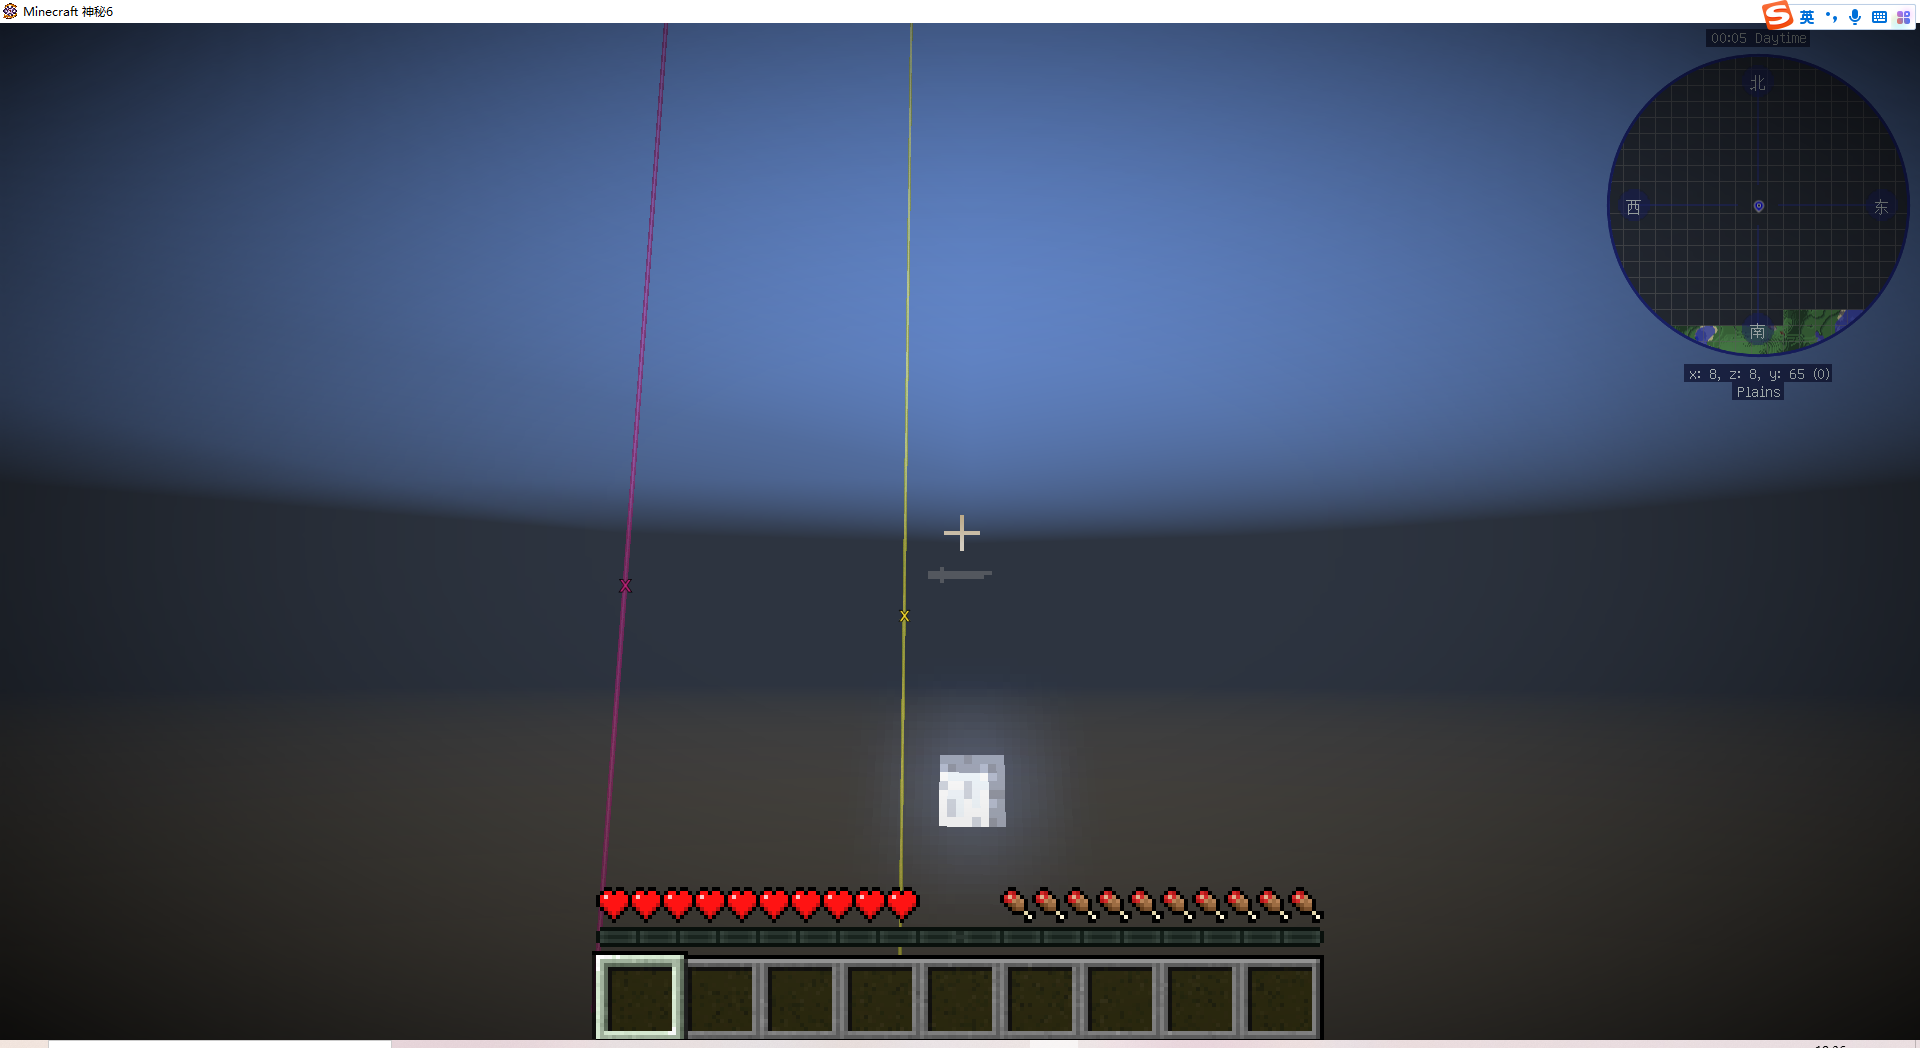 Minecraft 神秘6
英
00:05 Daytime
北
西
东
南
x: 8, z: 8, y: 65 (0)
Plains
X
X